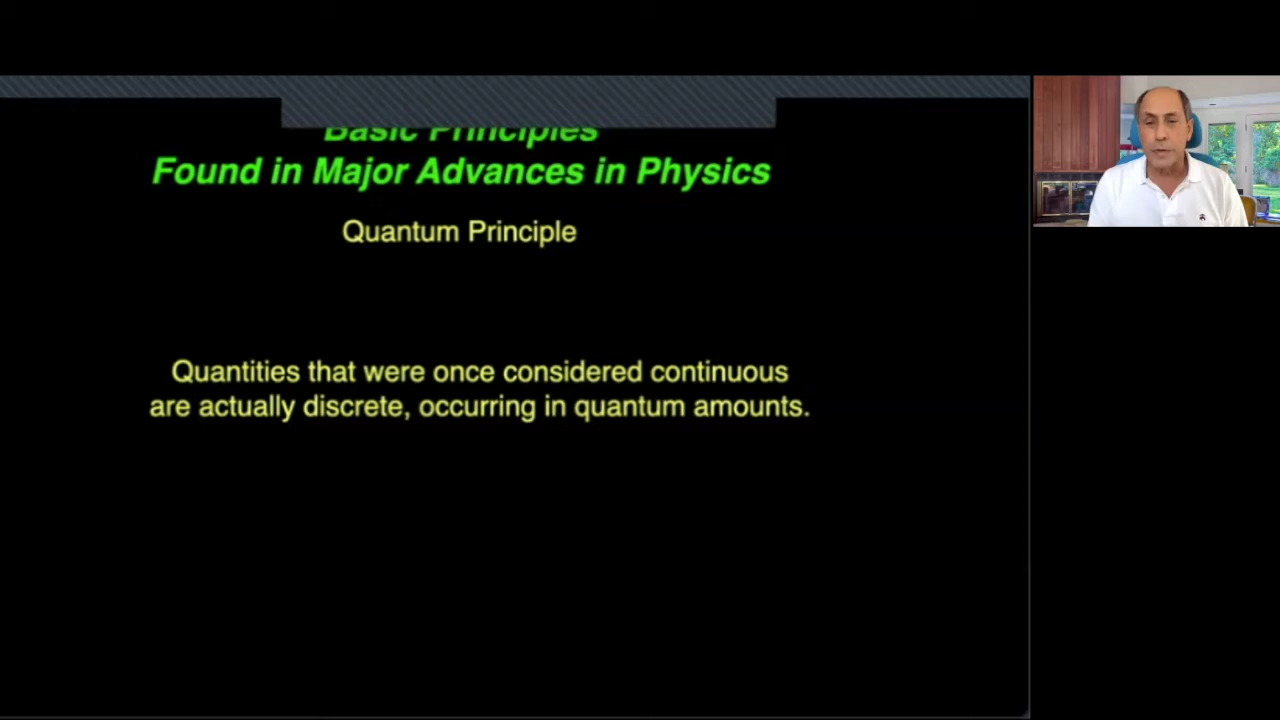 Basic Principles
Found in Major Advances in Physics
Quantum Principle
Quantities that were once considered continuous
are actually discrete, occurring in quantum amounts.